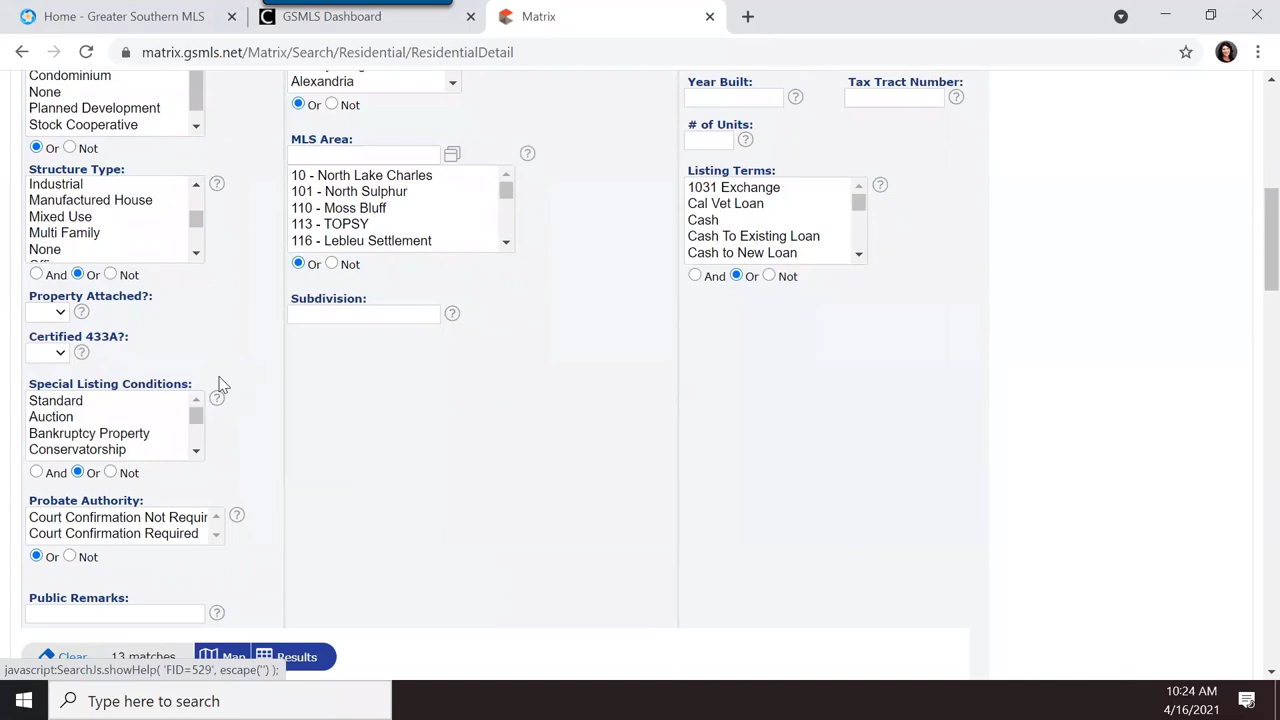 Home - Greater Southern MLS
GSMLS Dashboard
Matrix
matrix.gsmls.net/Matrix/Search/Residential/ResidentialDetail
Condominium
None
Planned Development
Stock Cooperative
Or Not
Structure Type:
Industrial
Manufactured House
Mixed Use
Multi Family
None
And Or Not
Property Attached?:
Certified 433A?:
Special Listing Conditions:
Standard
Auction
Bankruptcy Property
Conservatorship
And Or Not
Probate Authority:
Court Confirmation Not Requir
Court Confirmation Required
Or Not
Public Remarks:
Alexandria
Or Not
MLS Area:
10 - North Lake Charles
101 - North Sulphur
110 - Moss Bluff
113 - TOPSY
116 - Lebleu Settlement
Or Not
Subdivision:
Year Built:
Tax Tract Number:
# of Units:
Listing Terms:
1031 Exchange
Cal Vet Loan
Cash
Cash To Existing Loan
Cash to New Loan
And Or Not
Clear 13 matches Map Results
javascript:SearchJs.showHelp( 'FID=529', escape('') );
Type here to search
10:24 AM
4/16/2021